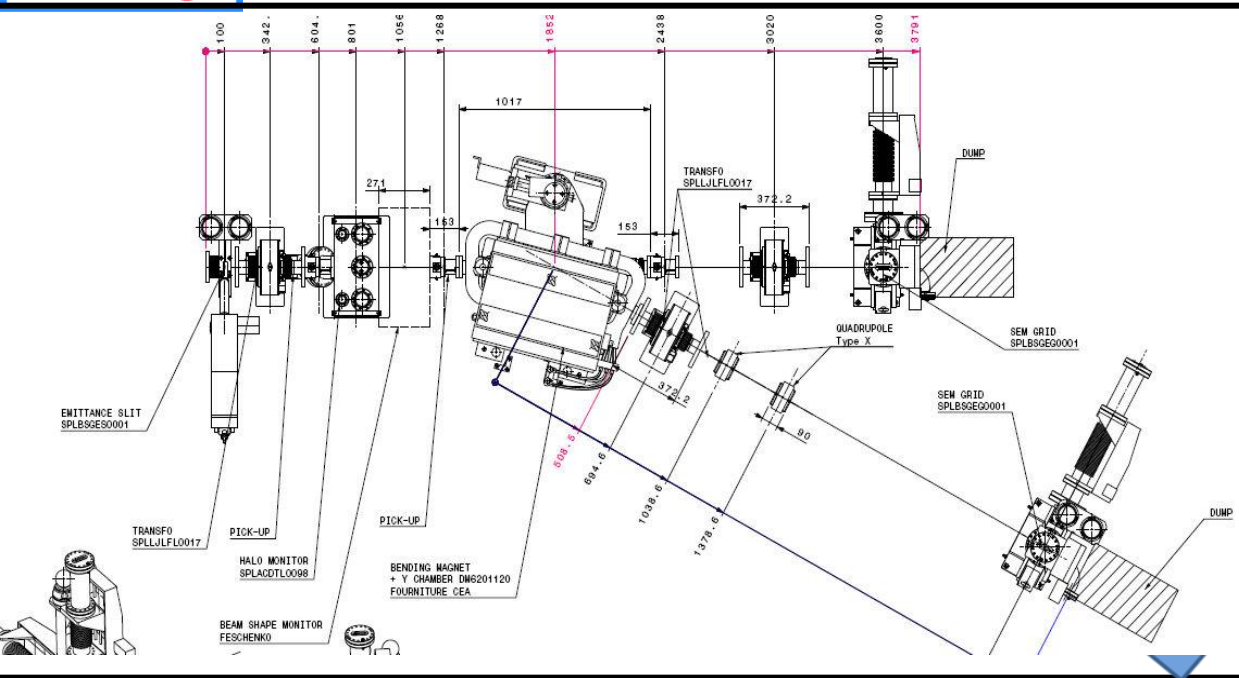 100
342.
604.
801
1056
1268
1852
2438
3020
3600
3791
1017
271
153
153
372.2
TRANSFO
SPLLJLFL0017
DUMP
QUADRUPOLE
Type X
SEM GRID
SPLBSGEG0001
SEM GRID
SPLBSGEG0001
372.2
90
508.5
694.6
1038.6
1378.6
EMITTANCE SLIT
SPLBSGES0001
TRANSFO
SPLLJLFL0017
PICK-UP
HALO MONITOR
SPLACDTL0098
PICK-UP
BENDING MAGNET
+ Y CHAMBER DM6201120
FOURNITURE CEA
BEAM SHAPE MONITOR
FESCHENKO
DUMP